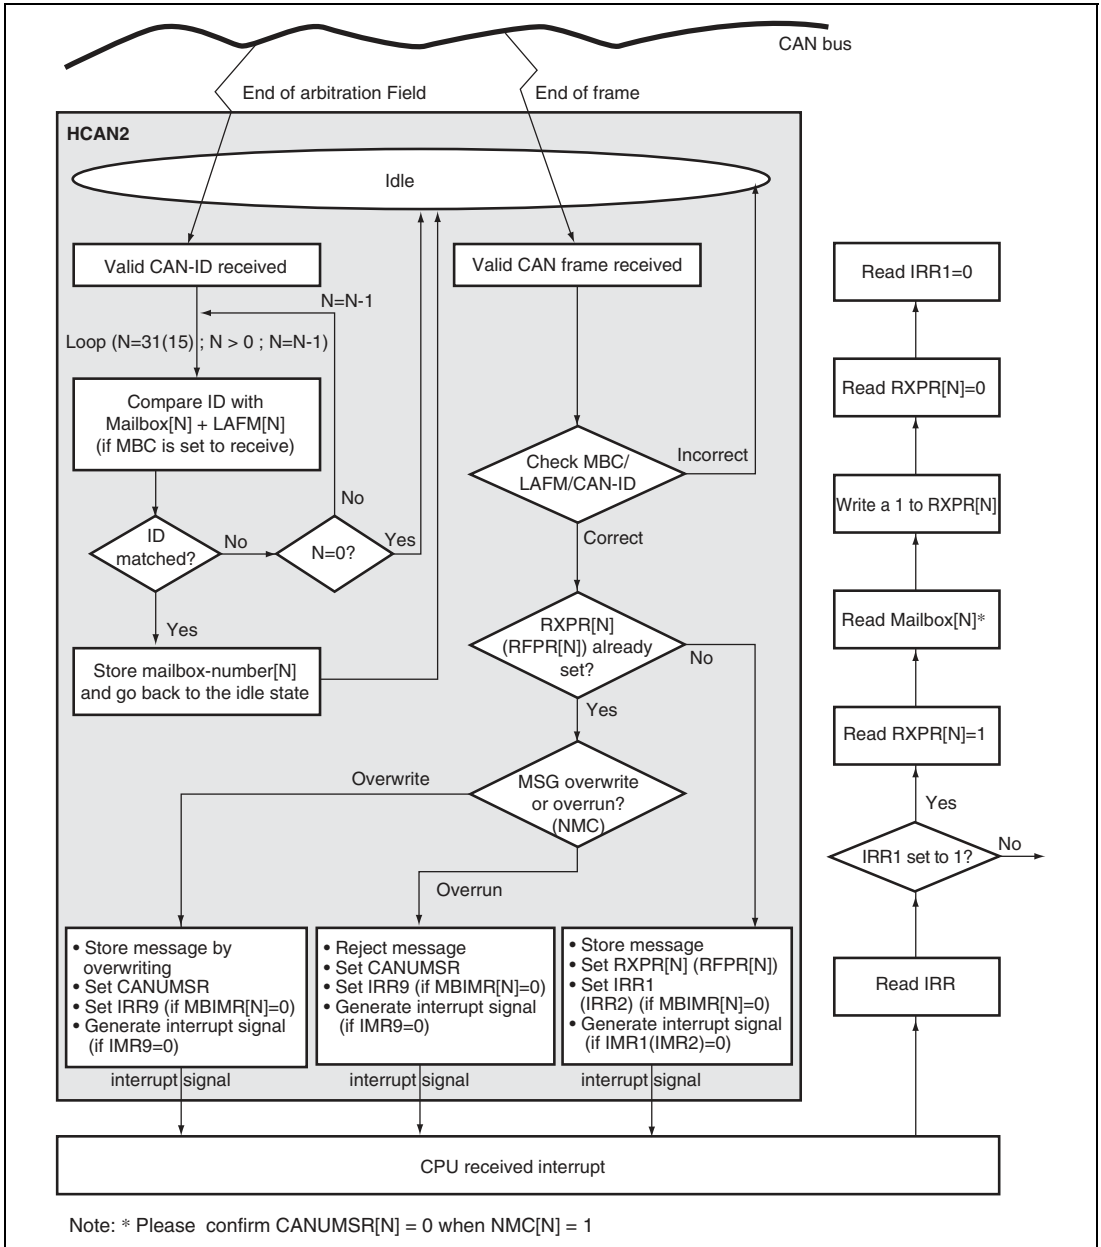 CAN bus
End of arbitration Field
End of frame
HCAN2
Idle
Valid CAN-ID received
Valid CAN frame received
Read IRR1=0
N=N-1
Loop (N=31(15) ; N > 0 ; N=N-1)
Compare ID with
Mailbox[N] + LAFM[N]
(if MBC is set to receive)
Read RXPR[N]=0
Check MBC/
LAFM/CAN-ID
Incorrect
Correct
Write a 1 to RXPR[N]
ID
matched?
No
N=0?
No
Yes
Yes
Store mailbox-number[N]
and go back to the idle state
RXPR[N]
(RFPR[N]) already
set?
No
Yes
Read Mailbox[N]*
Read RXPR[N]=1
MSG overwrite
or overrun?
(NMC)
Overwrite
Overrun
Yes
IRR1 set to 1?
No
• Store message by
overwriting
• Set CANUMSR
• Set IRR9 (if MBIMR[N]=0)
• Generate interrupt signal
(if IMR9=0)
• Reject message
• Set CANUMSR
• Set IRR9 (if MBIMR[N]=0)
• Generate interrupt signal
(if IMR9=0)
• Store message
• Set RXPR[N] (RFPR[N])
• Set IRR1
(IRR2) (if MBIMR[N]=0)
• Generate interrupt signal
(if IMR1(IMR2)=0)
Read IRR
interrupt signal
interrupt signal
interrupt signal
CPU received interrupt
Note: * Please confirm CANUMSR[N] = 0 when NMC[N] = 1